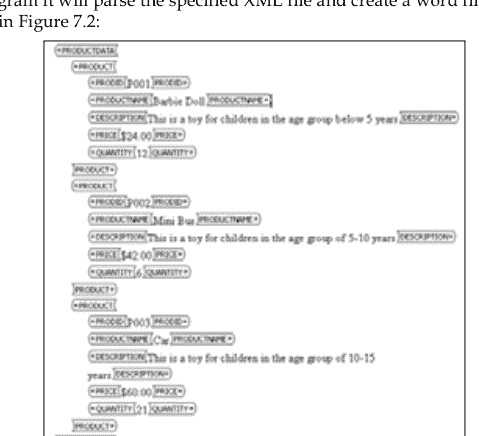 gram it will parse the specified XML file and create a word fil
in Figure 7.2:
PRODUCTDATA
PRODUCT
PRODID P001 PRODID
PRODUCTNAME Barbie Doll PRODUCTNAME
DESCRIPTION This is a toy for children in the age group below 5 years DESCRIPTION
PRICE $24.00 PRICE
QUANTITY 12 QUANTITY
PRODUCT
PRODUCT
PRODID P002 PRODID
PRODUCTNAME Mini Bus PRODUCTNAME
DESCRIPTION This is a toy for children in the age group of 5-10 years DESCRIPTION
PRICE $42.00 PRICE
QUANTITY 6 QUANTITY
PRODUCT
PRODUCT
PRODID P003 PRODID
PRODUCTNAME Car PRODUCTNAME
DESCRIPTION This is a toy for children in the age group of 10-15
years DESCRIPTION
PRICE $60.00 PRICE
QUANTITY 21 QUANTITY
PRODUCT